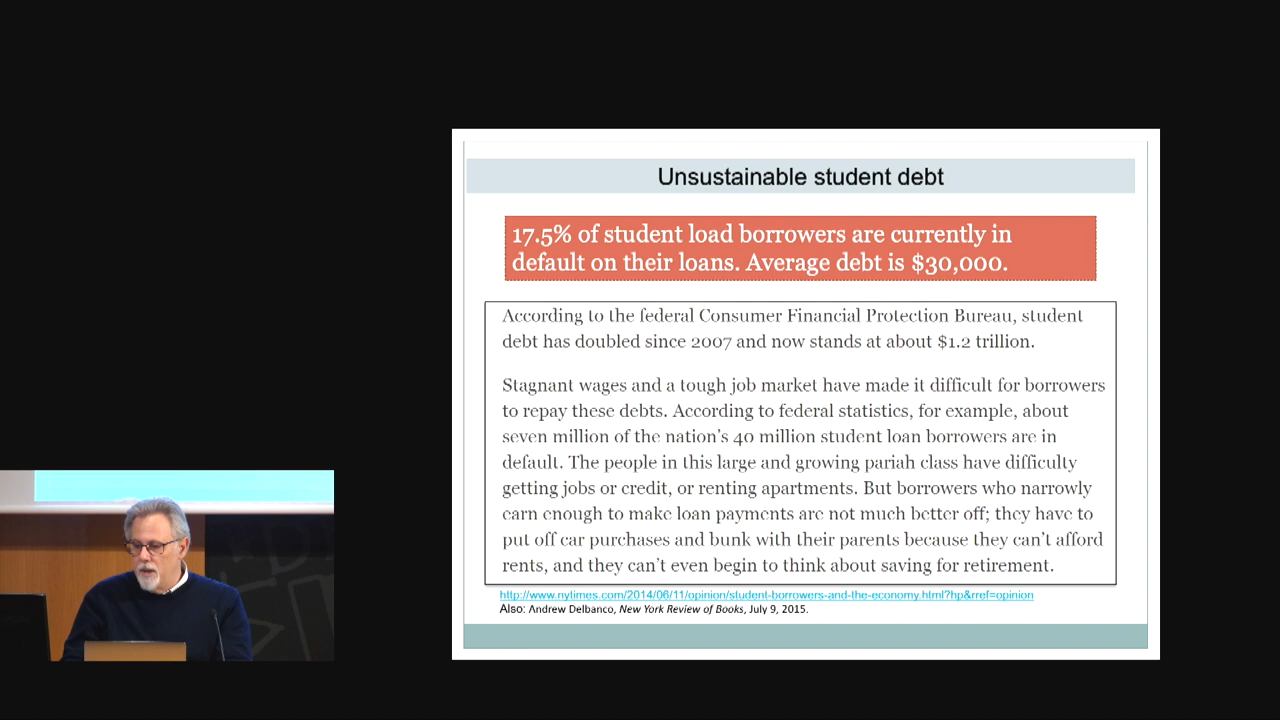 Unsustainable student debt
17.5% of student load borrowers are currently in
default on their loans. Average debt is $30,000.
According to the federal Consumer Financial Protection Bureau, student
debt has doubled since 2007 and now stands at about $1.2 trillion.
Stagnant wages and a tough job market have made it difficult for borrowers
to repay these debts. According to federal statistics, for example, about
seven million of the nation's 40 million student loan borrowers are in
default. The people in this large and growing pariah class have difficulty
getting jobs or credit, or renting apartments. But borrowers who narrowly
earn enough to make loan payments are not much better off; they have to
put off car purchases and bunk with their parents because they can't afford
rents, and they can't even begin to think about saving for retirement.
http://www.nytimes.com/2014/06/11/opinion/student-borrowers-and-the-economy.html?hp&rref=opinion
Also: Andrew Delbanco, New York Review of Books, July 9, 2015.